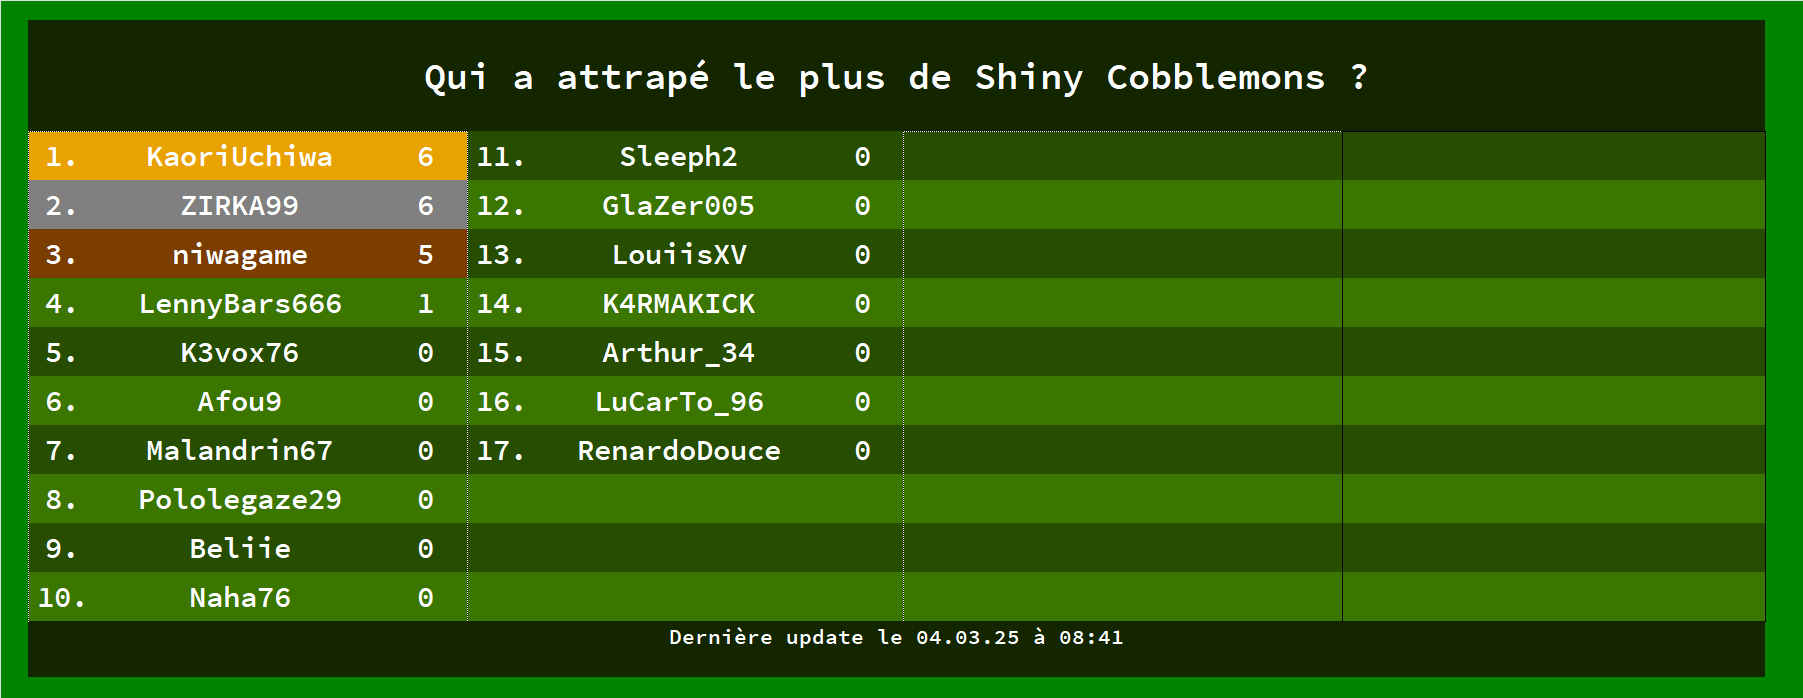 Qui a attrapé le plus de Shiny Cobblemons ?
1. KaoriUchiwa 6
2. ZIRKA99 6
3. niwagame 5
4. LennyBars666 1
5. K3vox76 0
6. Afou9 0
7. Malandrin67 0
8. Pololegaze29 0
9. Beliie 0
10. Naha76 0
11. Sleeph2 0
12. GlaZer005 0
13. LouiisXV 0
14. K4RMAKICK 0
15. Arthur_34 0
16. LuCarTo_96 0
17. RenardoDouce 0
Dernière update le 04.03.25 à 08:41